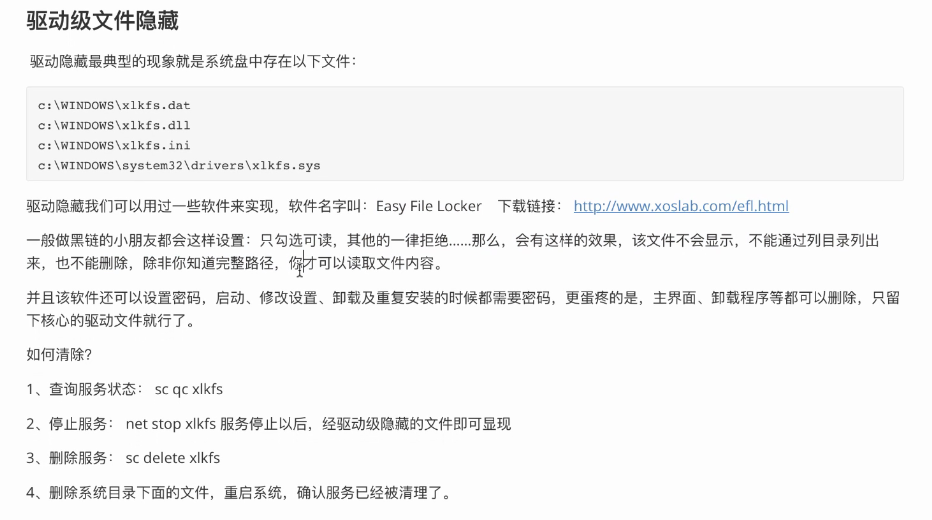 驱动级文件隐藏
驱动隐藏最典型的现象就是系统盘中存在以下文件：
c:\WINDOWS\xlkfs.dat
c:\WINDOWS\xlkfs.dll
c:\WINDOWS\xlkfs.ini
c:\WINDOWS\system32\drivers\xlkfs.sys
驱动隐藏我们可以用过一些软件来实现，软件名字叫：Easy File Locker 下载链接： http://www.xoslab.com/efl.html
一般做黑链的小朋友都会这样设置：只勾选可读，其他的一律拒绝......那么，会有这样的效果，该文件不会显示，不能通过列目录列出
来，也不能删除，除非你知道完整路径，你才可以读取文件内容。
并且该软件还可以设置密码，启动、修改设置、卸载及重复安装的时候都需要密码，更蛋疼的是，主界面、卸载程序等都可以删除，只留
下核心的驱动文件就行了。
如何清除?
1、查询服务状态： sc qc xlkfs
2、停止服务： net stop xlkfs 服务停止以后，经驱动级隐藏的文件即可显现
3、删除服务： sc delete xlkfs
4、删除系统目录下面的文件，重启系统，确认服务已经被清理了。